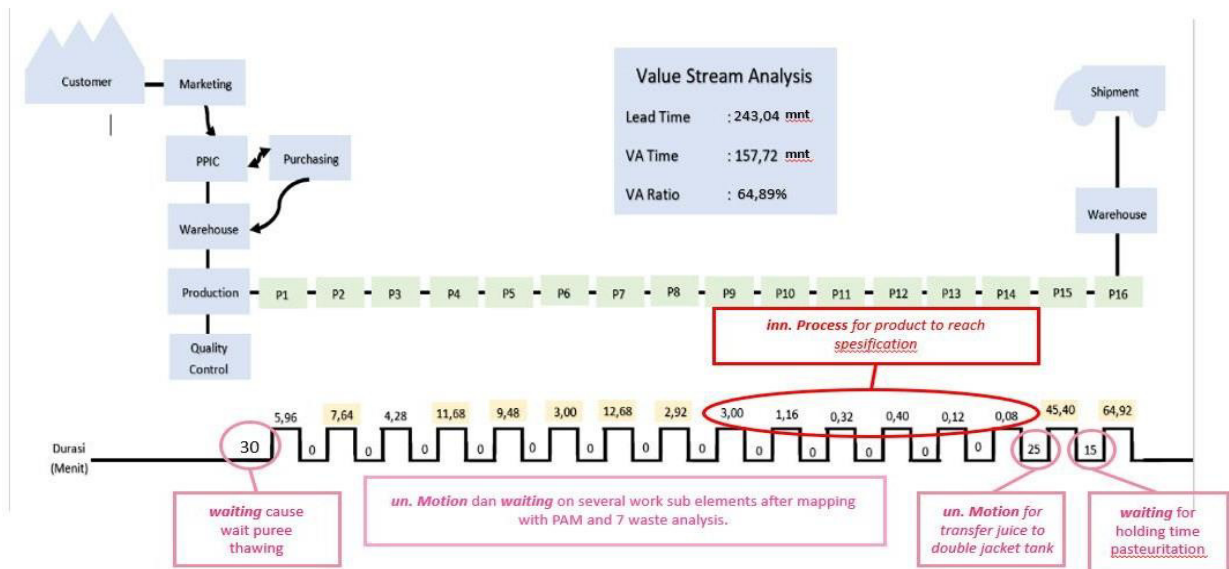 Customer
Marketing
PPIC
Purchasing
Warehouse
Production
Quality
Control
Value Stream Analysis
Lead Time : 243,04 mnt
VA Time : 157,72 mnt
VA Ratio : 64,89%
Shipment
Warehouse
P1 P2 P3 P4 P5 P6 P7 P8 P9 P10 P11 P12 P13 P14 P15 P16
inn. Process for product to reach
spesification
5,96 7,64 4,28 11,68 9,48 3,00 12,68 2,92 3,00 1,16 0,32 0,40 0,12 0,08 45,40 64,92
Durasi
(Menit)
30 0 0 0 0 0 0 0 0 0 0 0 0 0 25 15
waiting cause
wait puree
thawing
un. Motion dan waiting on several work sub elements after mapping
with PAM and 7 waste analysis.
un. Motion for
transfer juice to
double jacket tank
waiting for
holding time
pasteuritation